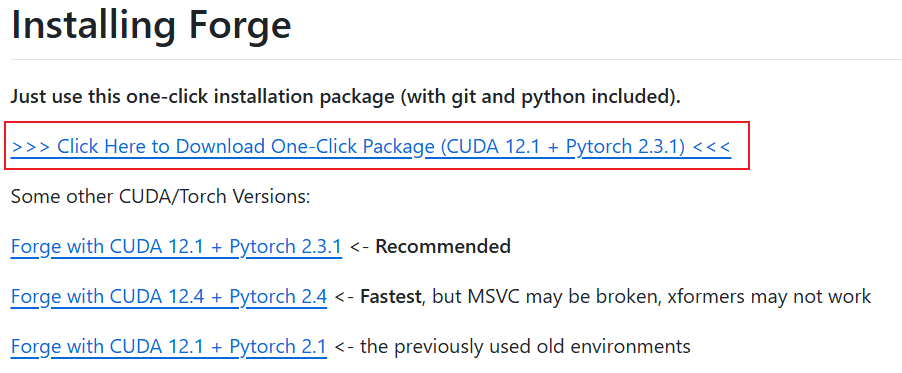 Installing Forge
Just use this one-click installation package (with git and python included).
>>> Click Here to Download One-Click Package (CUDA 12.1 + Pytorch 2.3.1) <<<
Some other CUDA/Torch Versions:
Forge with CUDA 12.1 + Pytorch 2.3.1 <- Recommended
Forge with CUDA 12.4 + Pytorch 2.4 <- Fastest, but MSVC may be broken, xformers may not work
Forge with CUDA 12.1 + Pytorch 2.1 <- the previously used old environments